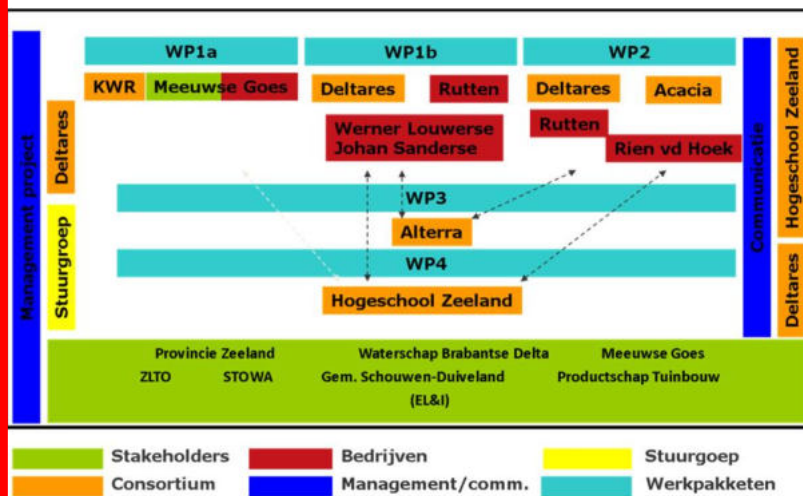 WP1a
WP1b
WP2
KWR
Meeuwse Goes
Deltares
Rutten
Deltares
Acacia
Werner Louwerse
Johan Sanderse
Rutten
Rien vd Hoek
Management project
Deltares
Stuurgroep
WP3
Alterra
WP4
Hogeschool Zeeland
Communicatie
Hogeschool Zeeland
Deltares
Provincie Zeeland
Waterschap Brabantse Delta
Meeuwse Goes
ZLTO
STOWA
Gem. Schouwen-Duiveland
Productschap Tuinbouw
(EL&I)
Stakeholders
Bedrijven
Stuurgoep
Consortium
Management/comm.
Werkpakketen